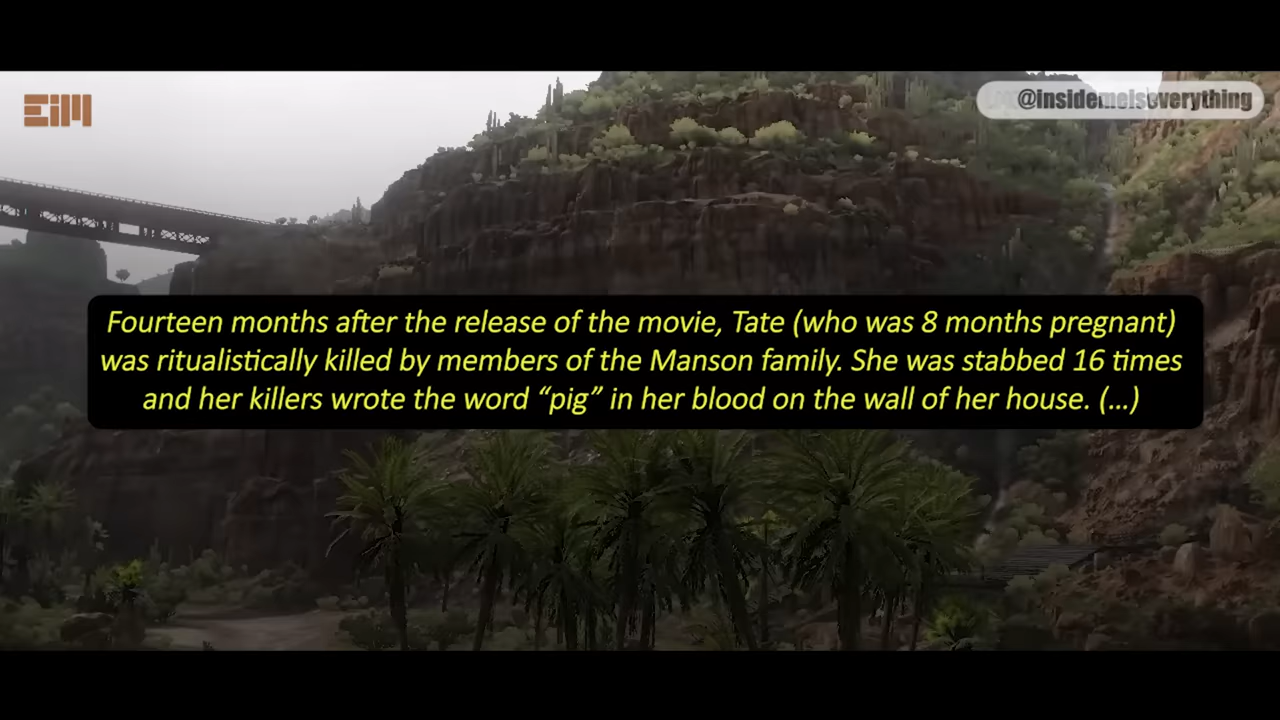 EiM
@insidemeiseverything
Fourteen months after the release of the movie, Tate (who was 8 months pregnant)
was ritualistically killed by members of the Manson family. She was stabbed 16 times
and her killers wrote the word “pig” in her blood on the wall of her house. (...)